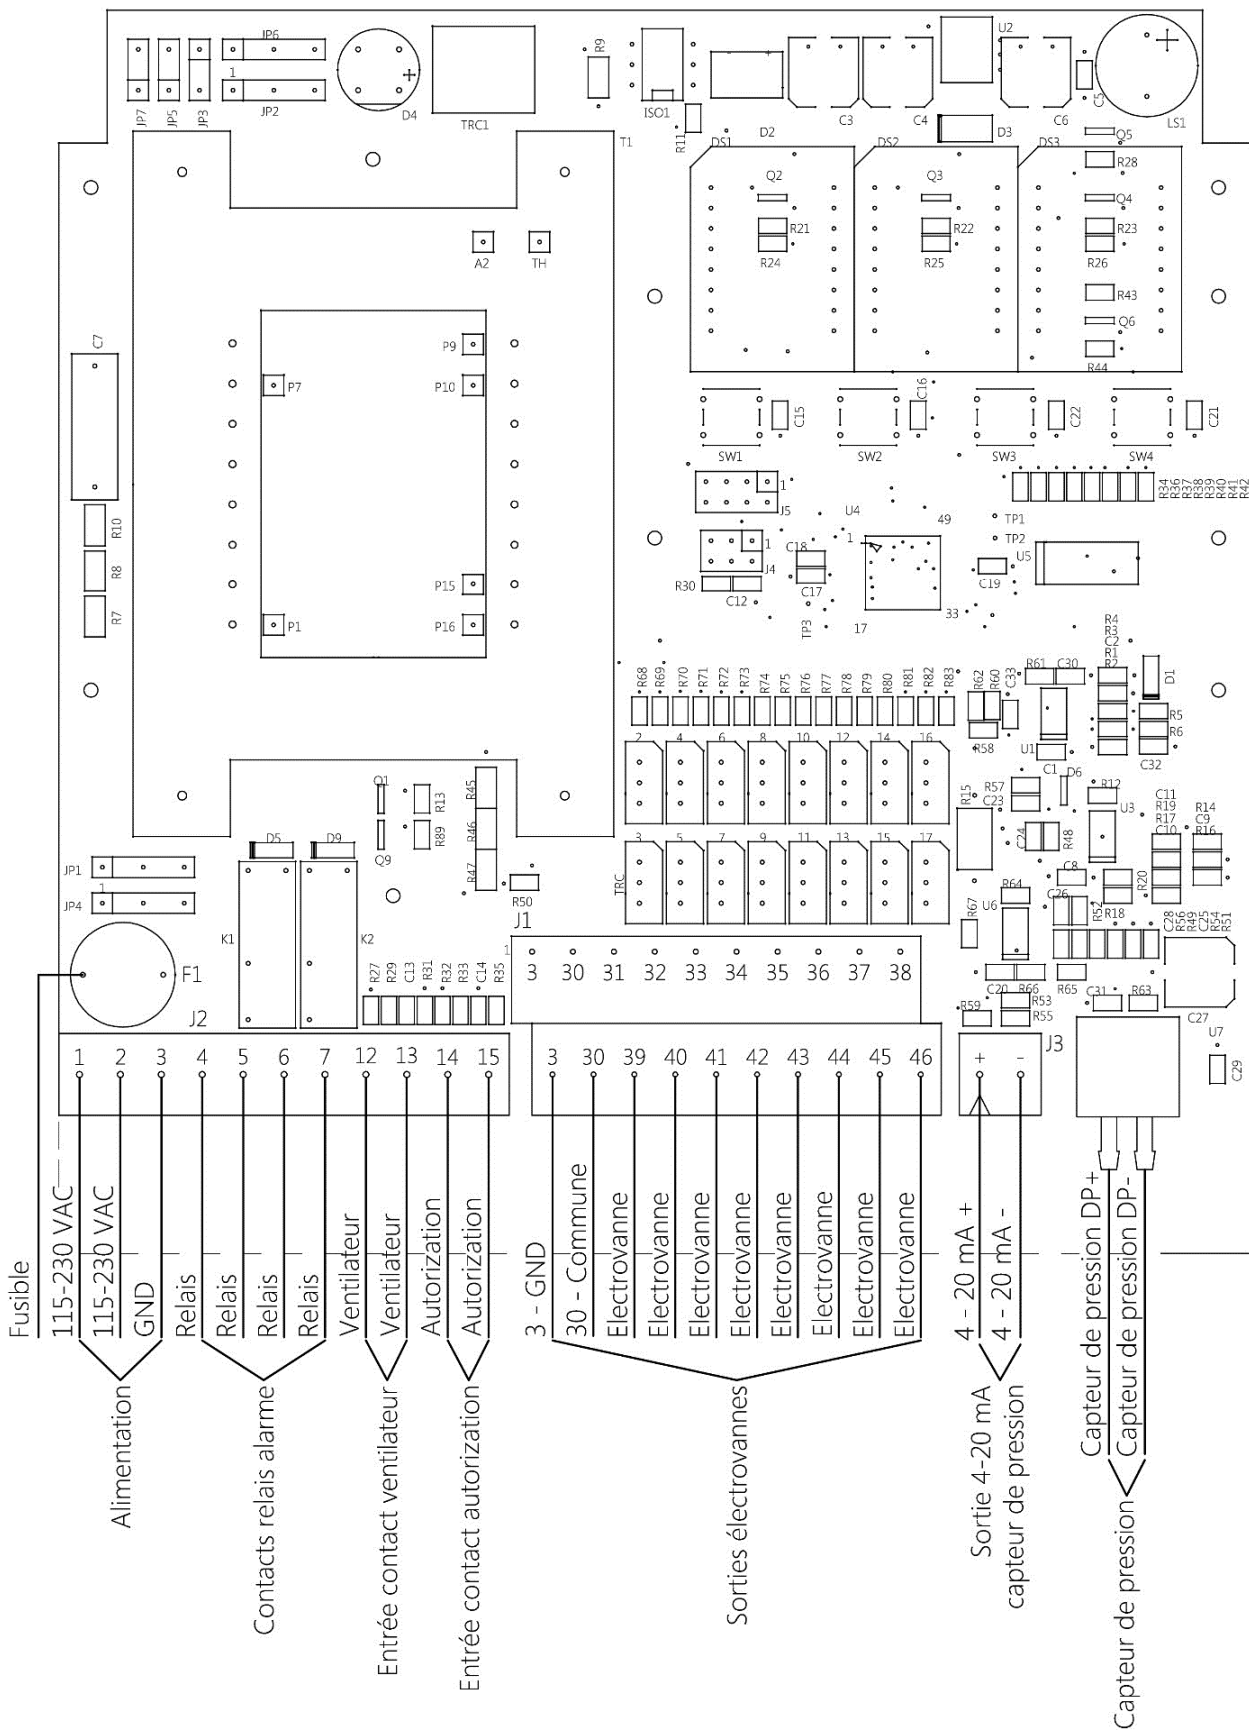 JP6
R9
U2
1
JP7
JP5
JP3
JP2
D4
TRC1
ISO1
R11
D2
C3
C4
D3
C6
C5
LS1
T1
DS1
DS2
DS3
Q5
R28
Q2
Q3
Q4
R21
R22
R23
R24
R25
R26
A2
TH
R43
Q6
R44
C7
P9
P7
P10
C15
C16
C22
C21
SW1
SW2
SW3
SW4
1
J5
U4
49
TP1
TP2
R34
R36
R37
R38
R39
R40
R41
R42
R10
R8
R7
1
J4
C18
1
U5
R30
C12
C17
C19
P15
P1
P16
TP3
17
33
R4
R3
C2
R1
R2
D1
R68
R69
R70
R71
R72
R73
R74
R75
R76
R77
R78
R79
R80
R81
R82
R83
R62
R60
C33
R61
C30
R5
R6
R58
U1
C1
C32
2
4
6
8
10
12
14
16
Q1
R13
R45
R57
C23
D6
R12
R15
U3
C11
R19
R17
C10
R14
C9
R16
Q9
R89
R46
C24
R48
D5
D9
R47
3
5
7
9
11
13
15
17
TRC
JP1
1
JP4
R50
C8
R64
C26
R52
R18
R20
U6
R67
K1
K2
J1
C28
R56
R49
C25
R54
R51
F1
R27
R29
C13
R31
R32
R33
C14
R35
1
3 30 31 32 33 34 35 36 37 38
C20
R66
R65
C31
R63
R59
R53
R55
C27
J2
J3
U7
C29
1 2 3 4 5 6 7 12 13 14 15
3 30 39 40 41 42 43 44 45 46
+ -
Fusible
115-230 VAC
115-230 VAC
GND
Relais
Relais
Relais
Relais
Ventilateur
Ventilateur
Autorization
Autorization
3 - GND
30 - Commune
Electrovanne
Electrovanne
Electrovanne
Electrovanne
Electrovanne
Electrovanne
Electrovanne
Electrovanne
4 - 20 mA +
4 - 20 mA -
Capteur de pression DP+
Capteur de pression DP-
Alimentation
Contacts relais alarme
Entrée contact ventilateur
Entrée contact autorization
Sorties électrovannes
Sortie 4-20 mA
capteur de pression
Capteur de pression